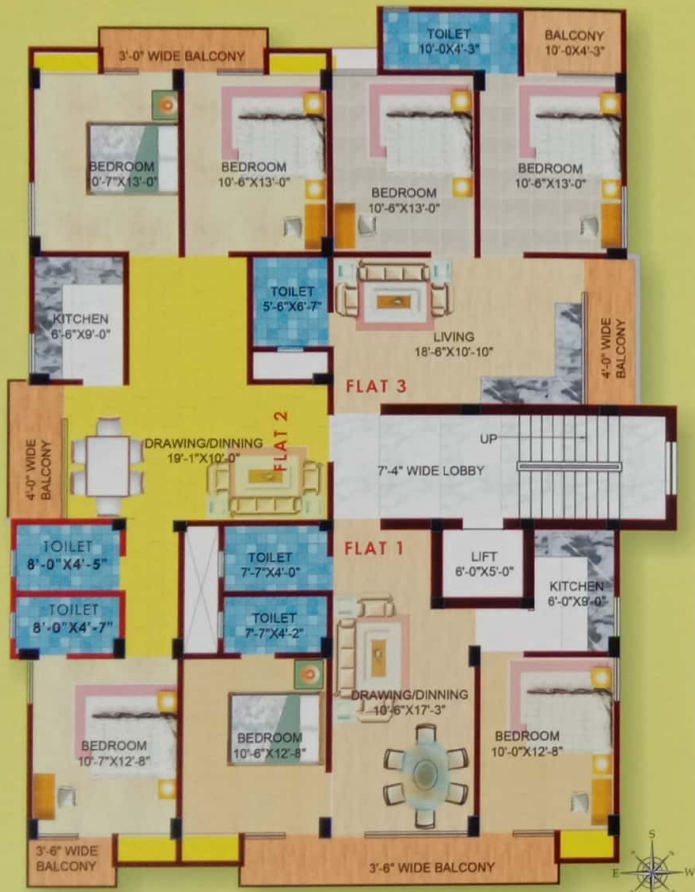 TOILET
10'-0X4'-3"
BALCONY
10'-0X4'-3"
3'-0" WIDE BALCONY
BEDROOM
10'-7"X13'-0"
BEDROOM
10'-6"X13'-0"
BEDROOM
10'-6"X13'-0"
BEDROOM
10'-6"X13'-0"
KITCHEN
6'-6"X9'-0"
TOILET
5'-6"X6'-7"
LIVING
18'-6"X10'-10"
4'-0" WIDE
BALCONY
FLAT 3
FLAT 2
DRAWING/DINNING
19'-1"X10'-0"
4'-0" WIDE
BALCONY
UP
7'-4" WIDE LOBBY
FLAT 1
TOILET
8'-0"X4'-5"
TOILET
7'-7"X4'-0"
LIFT
6'-0"X5'-0"
KITCHEN
6'-0"X9'-0"
TOILET
8'-0"X4'-7"
TOILET
7'-7"X4'-2"
DRAWING/DINNING
10'-6"X17'-3"
BEDROOM
10'-7"X12'-8"
BEDROOM
10'-6"X12'-8"
BEDROOM
10'-0"X12'-8"
3'-6" WIDE
BALCONY
3'-6" WIDE BALCONY
S
E
W